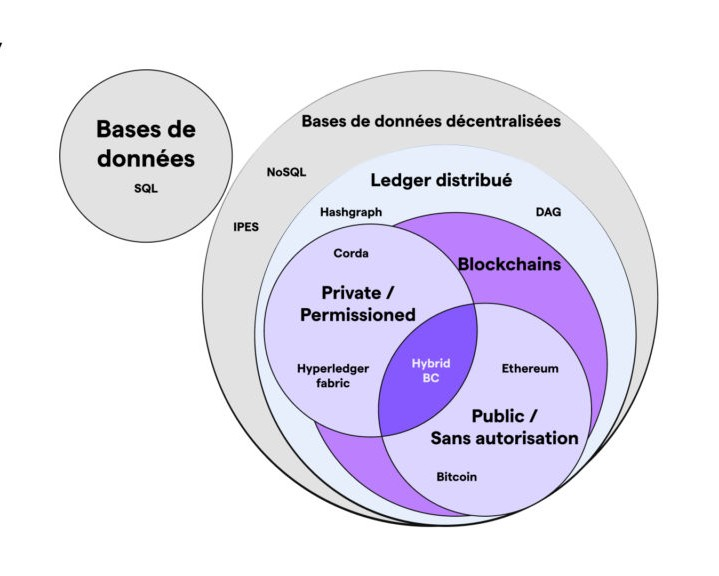 Bases de
données
SQL
Bases de données décentralisées
NoSQL
IPES
Ledger distribué
Hashgraph
DAG
Corda
Blockchains
Private /
Permissioned
Hyperledger
fabric
Hybrid
BC
Ethereum
Public /
Sans autorisation
Bitcoin